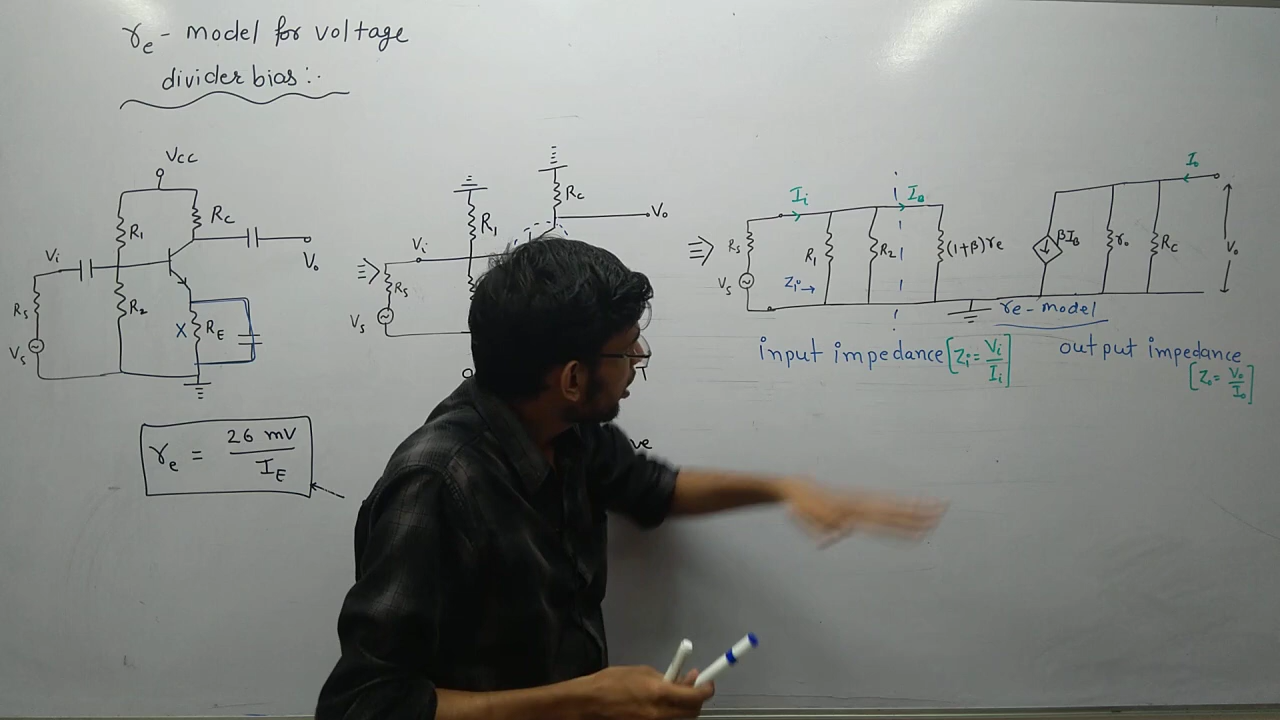 re - model for voltage
divider bias :-
Vcc
R1
Rc
Vi
Vo
R2
Rs
X
RE
Vs
re = 26 mV / IE
Rc
R1
Vo
Vi
Rs
Vs
ve
Ii
IB
Io
Rs
R1
R2
(1+β)re
βIB
ro
Rc
Vo
Vs
Zi →
re - model
input impedance [Zi = Vi / Ii]
output impedance
[Zo = Vo / Io]